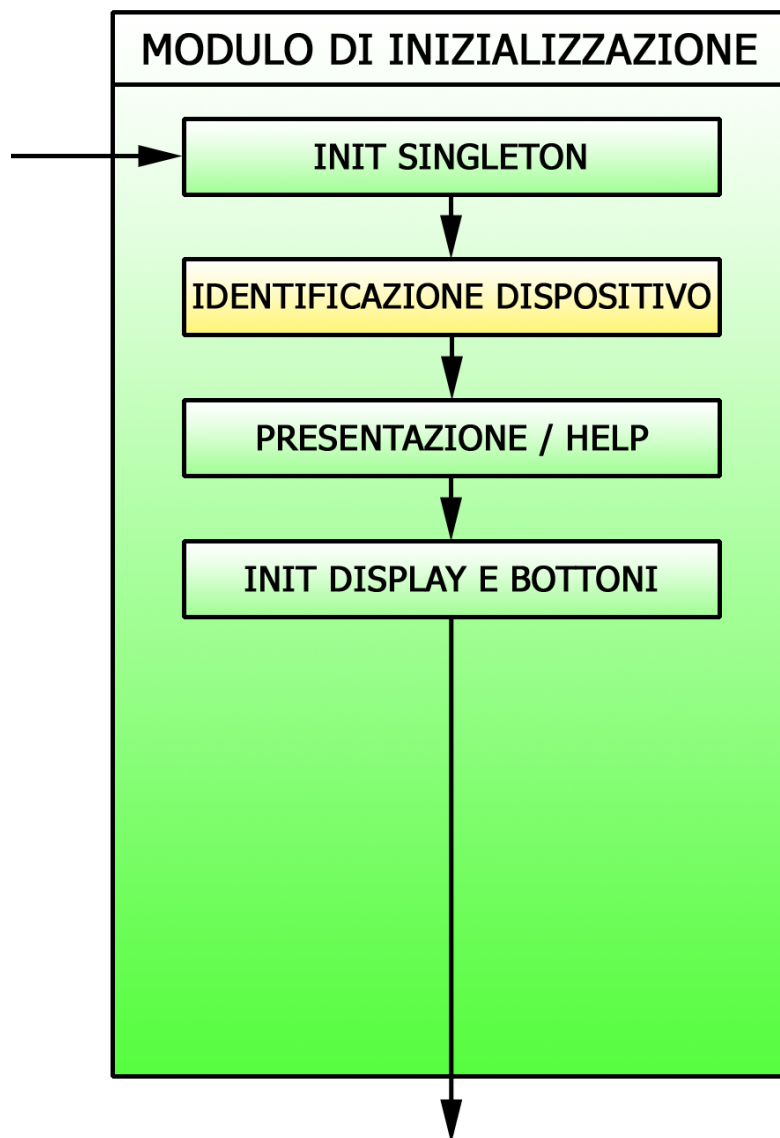 MODULO DI INIZIALIZZAZIONE
INIT SINGLETON
IDENTIFICAZIONE DISPOSITIVO
PRESENTAZIONE / HELP
INIT DISPLAY E BOTTONI